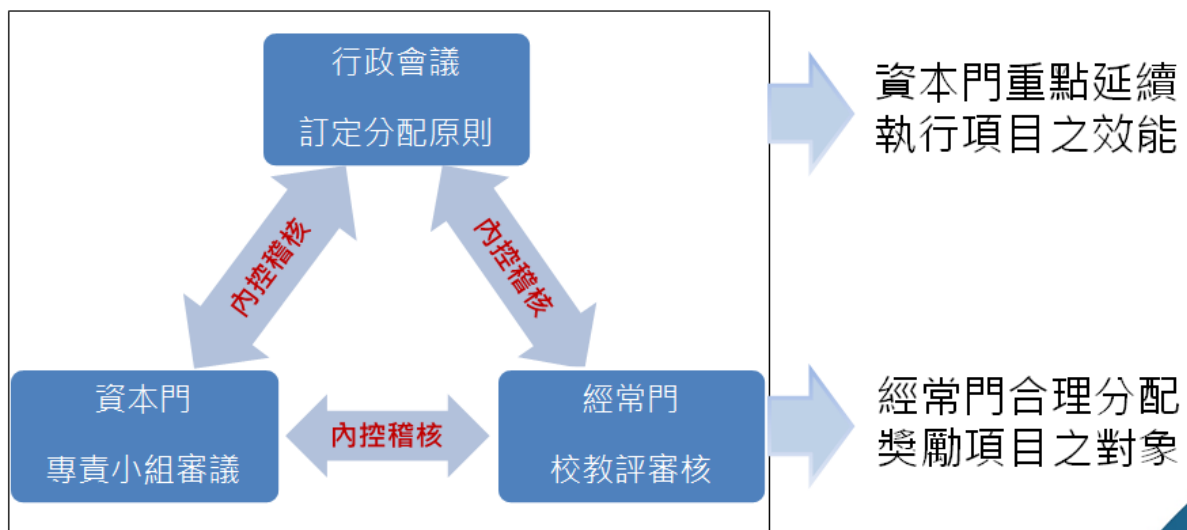 行政會議
訂定分配原則
資本門重點延續
執行項目之效能
內控稽核
內控稽核
資本門
專責小組審議
內控稽核
經常門
校教評審核
經常門合理分配
獎勵項目之對象